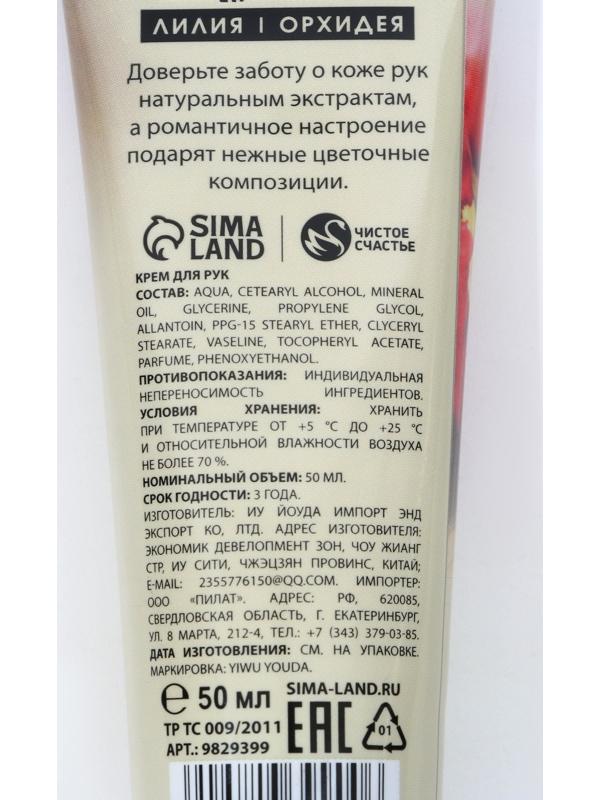 ЛИЛИЯ | ОРХИДЕЯ
Доверьте заботу о коже рук
натуральным экстрактам,
а романтичное настроение
подарят нежные цветочные
композиции.
SIMA
LAND
ЧИСТОЕ
СЧАСТЬЕ
КРЕМ ДЛЯ РУК
СОСТАВ: AQUA, CETEARYL ALCOHOL, MINERAL
OIL, GLYCERINE, PROPYLENE GLYCOL,
ALLANTOIN, PPG-15 STEARYL ETHER, CLYCERYL
STEARATE, VASELINE, TOCOPHERYL ACETATE,
PARFUME, PHENOXYETHANOL.
ПРОТИВОПОКАЗАНИЯ: ИНДИВИДУАЛЬНАЯ
НЕПЕРЕНОСИМОСТЬ ИНГРЕДИЕНТОВ.
УСЛОВИЯ ХРАНЕНИЯ: ХРАНИТЬ
ПРИ ТЕМПЕРАТУРЕ ОТ +5 °C ДО +25 °C
И ОТНОСИТЕЛЬНОЙ ВЛАЖНОСТИ ВОЗДУХА
НЕ БОЛЕЕ 70 %.
НОМИНАЛЬНЫЙ ОБЪЕМ: 50 МЛ.
СРОК ГОДНОСТИ: 3 ГОДА.
ИЗГОТОВИТЕЛЬ: ИУ ЙОУДА ИМПОРТ ЭНД
ЭКСПОРТ КО, ЛТД. АДРЕС ИЗГОТОВИТЕЛЯ:
ЭКОНОМИК ДЕВЕЛОПМЕНТ ЗОН, ЧОУ ЖИАНГ
СТР, ИУ СИТИ, ЧЖЭЦЗЯН ПРОВИНС, КИТАЙ;
E-MAIL: 2355776150@QQ.COM. ИМПОРТЕР:
ООО «ПИЛАТ». АДРЕС: РФ, 620085,
СВЕРДЛОВСКАЯ ОБЛАСТЬ, Г. ЕКАТЕРИНБУРГ,
УЛ. 8 МАРТА, 212-4, ТЕЛ.: +7 (343) 379-03-85.
ДАТА ИЗГОТОВЛЕНИЯ: СМ. НА УПАКОВКЕ.
МАРКИРОВКА: YIWU YOUDA.
℮ 50 мл
SIMA-LAND.RU
ТР ТС 009/2011
АРТ.: 9829399
EAC
01